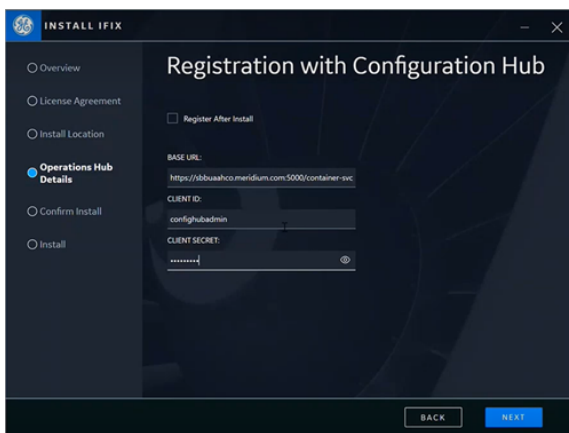 INSTALL IFIX
Overview
License Agreement
Install Location
Operations Hub
Details
Confirm Install
Install
Registration with Configuration Hub
Register After Install
BASE URL:
https://sbbuaahco.meridium.com:5000/container-svc
CLIENT ID:
confighubadmin
CLIENT SECRET:
•••••••••
BACK
NEXT